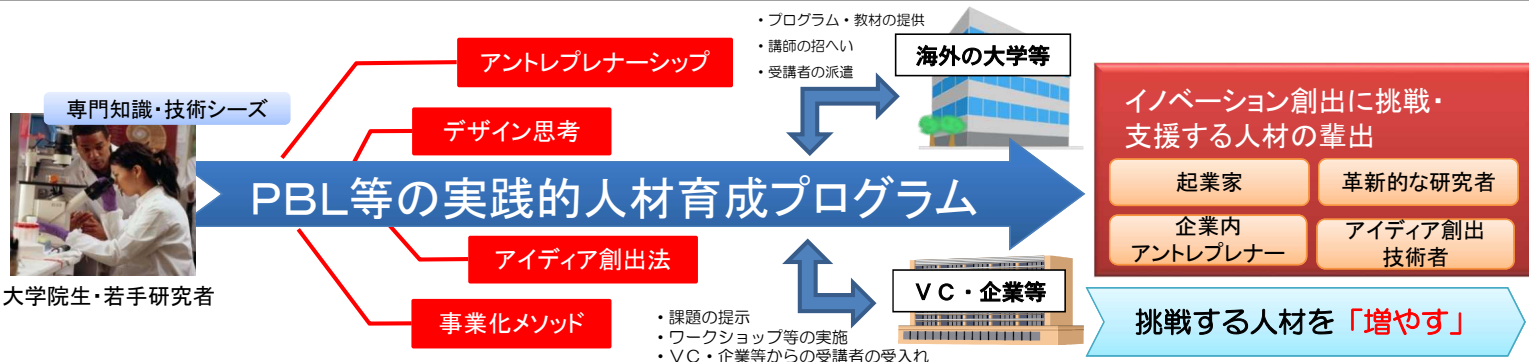 専門知識・技術シーズ
大学院生・若手研究者
アントレプレナーシップ
デザイン思考
PBL等の実践的人材育成プログラム
アイディア創出法
事業化メソッド
・プログラム・教材の提供
・講師の招へい
・受講者の派遣
海外の大学等
VC・企業等
・課題の提示
・ワークショップ等の実施
・VC・企業等からの受講者の受入れ
イノベーション創出に挑戦・
支援する人材の輩出
起業家
革新的な研究者
企業内
アントレプレナー
アイディア創出
技術者
挑戦する人材を「増やす」